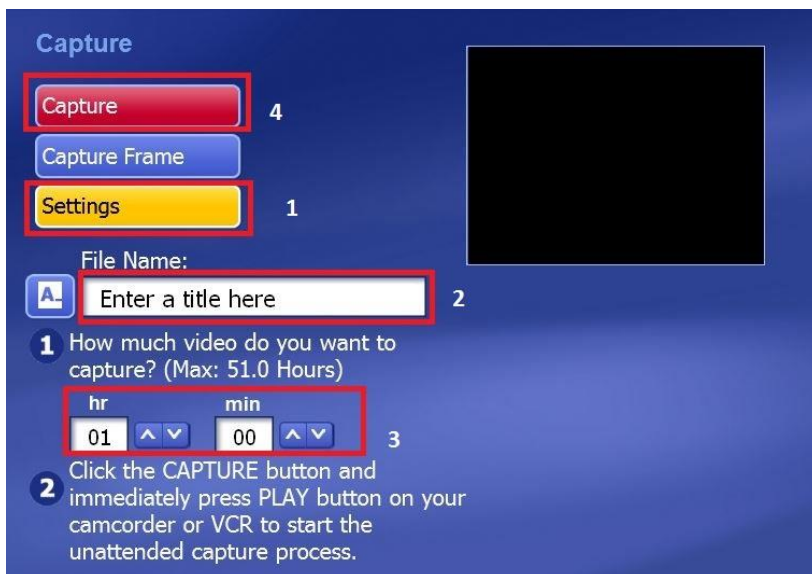 Capture
Capture
4
Capture Frame
Settings
1
File Name:
A_
Enter a title here
2
1 How much video do you want to
capture? (Max: 51.0 Hours)
hr min
01 00
3
2 Click the CAPTURE button and
immediately press PLAY button on your
camcorder or VCR to start the
unattended capture process.